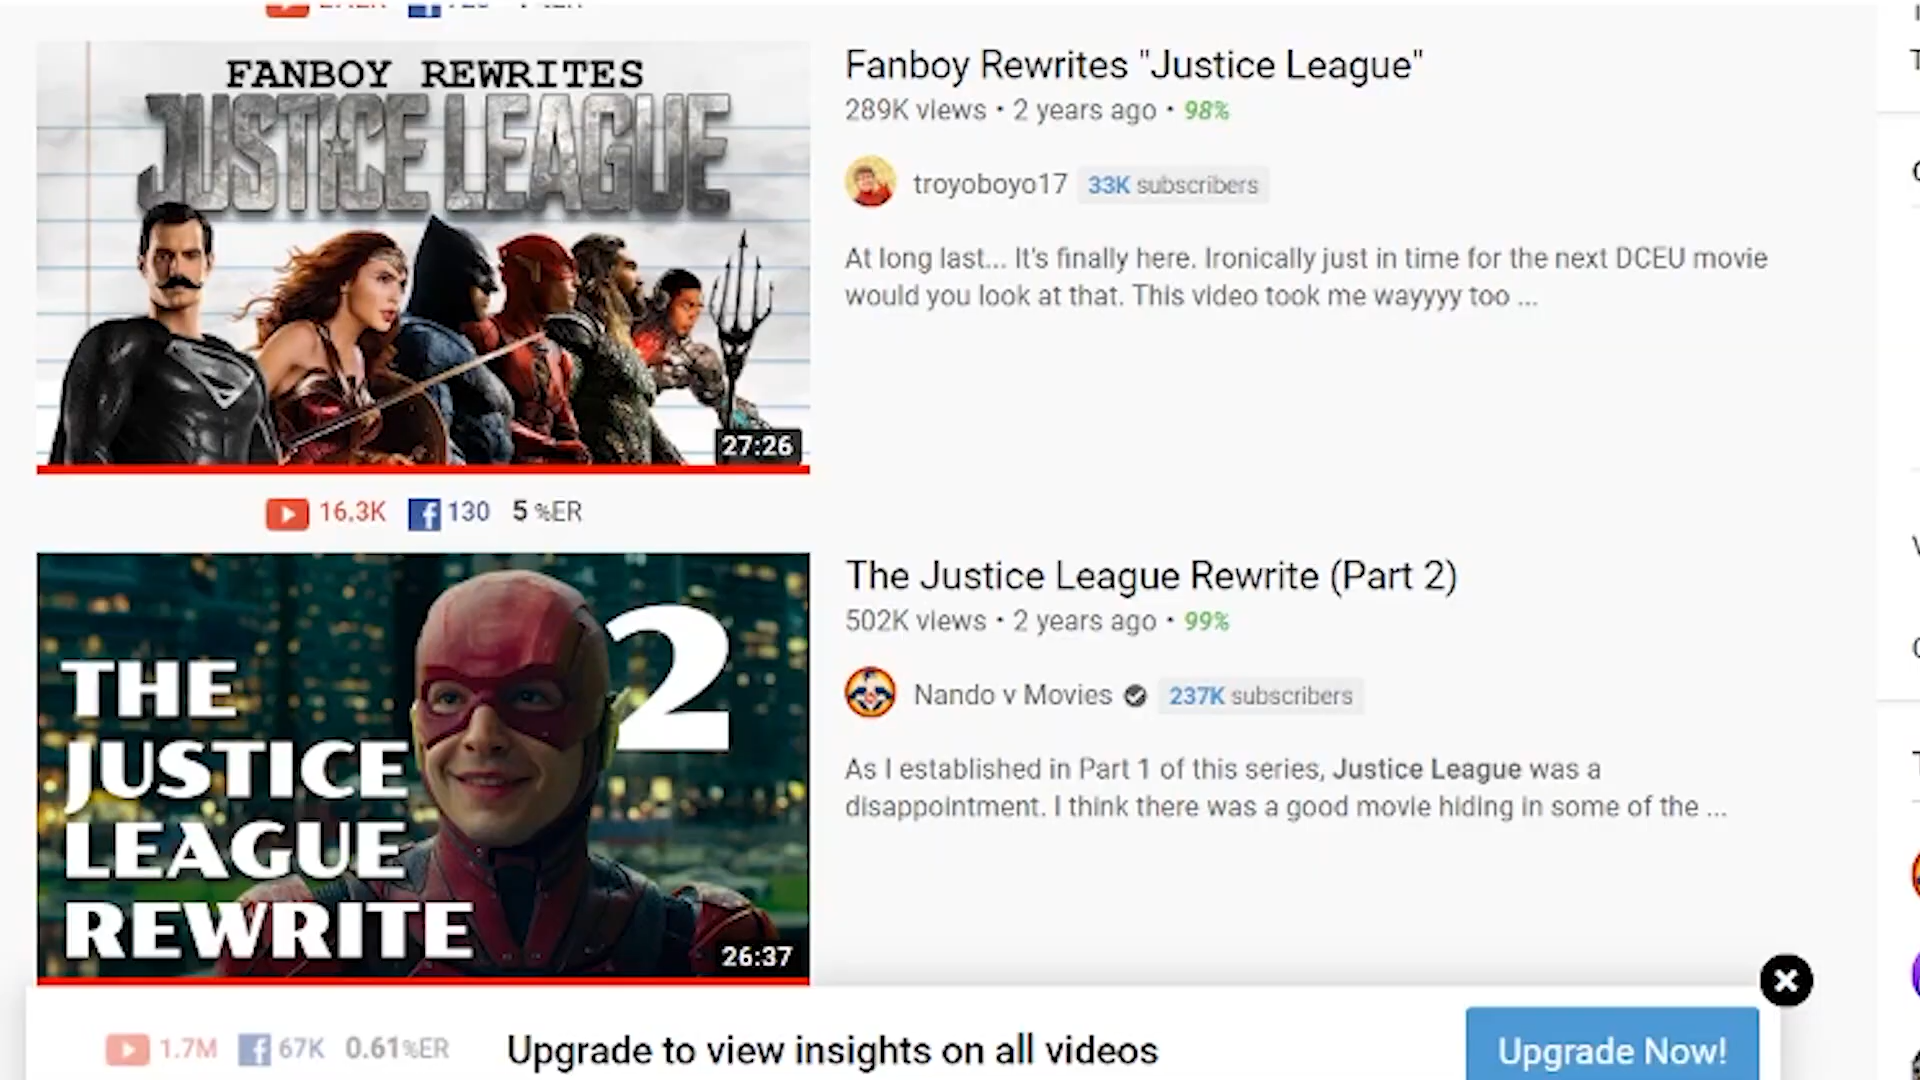 FANBOY REWRITES
JUSTICE LEAGUE
27:26
Fanboy Rewrites "Justice League"
289K views • 2 years ago • 98%
troyoboyo17 33K subscribers
At long last... It's finally here. Ironically just in time for the next DCEU movie
would you look at that. This video took me wayyyy too ...
16.3K 130 5 %ER
THE
JUSTICE
LEAGUE
REWRITE
2
26:37
The Justice League Rewrite (Part 2)
502K views • 2 years ago • 99%
Nando v Movies 237K subscribers
As I established in Part 1 of this series, Justice League was a
disappointment. I think there was a good movie hiding in some of the ...
1.7M 67K 0.61%ER
Upgrade to view insights on all videos
Upgrade Now!